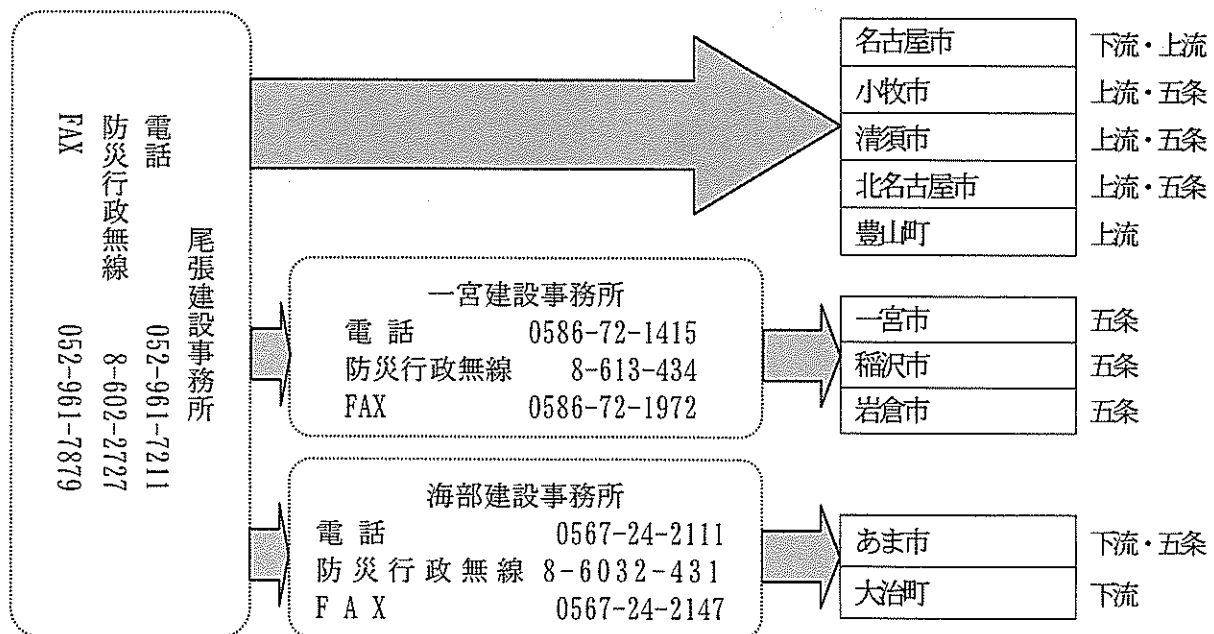 尾張建設事務所
電話 052-961-7211
防災行政無線 8-602-2727
FAX 052-961-7879
名古屋市 下流・上流
小牧市 上流・五条
清須市 上流・五条
北名古屋市 上流・五条
豊山町 上流
一宮建設事務所
電 話 0586-72-1415
防災行政無線 8-613-434
FAX 0586-72-1972
一宮市 五条
稲沢市 五条
岩倉市 五条
海部建設事務所
電 話 0567-24-2111
防災行政無線 8-6032-431
F A X 0567-24-2147
あま市 下流・五条
大治町 下流